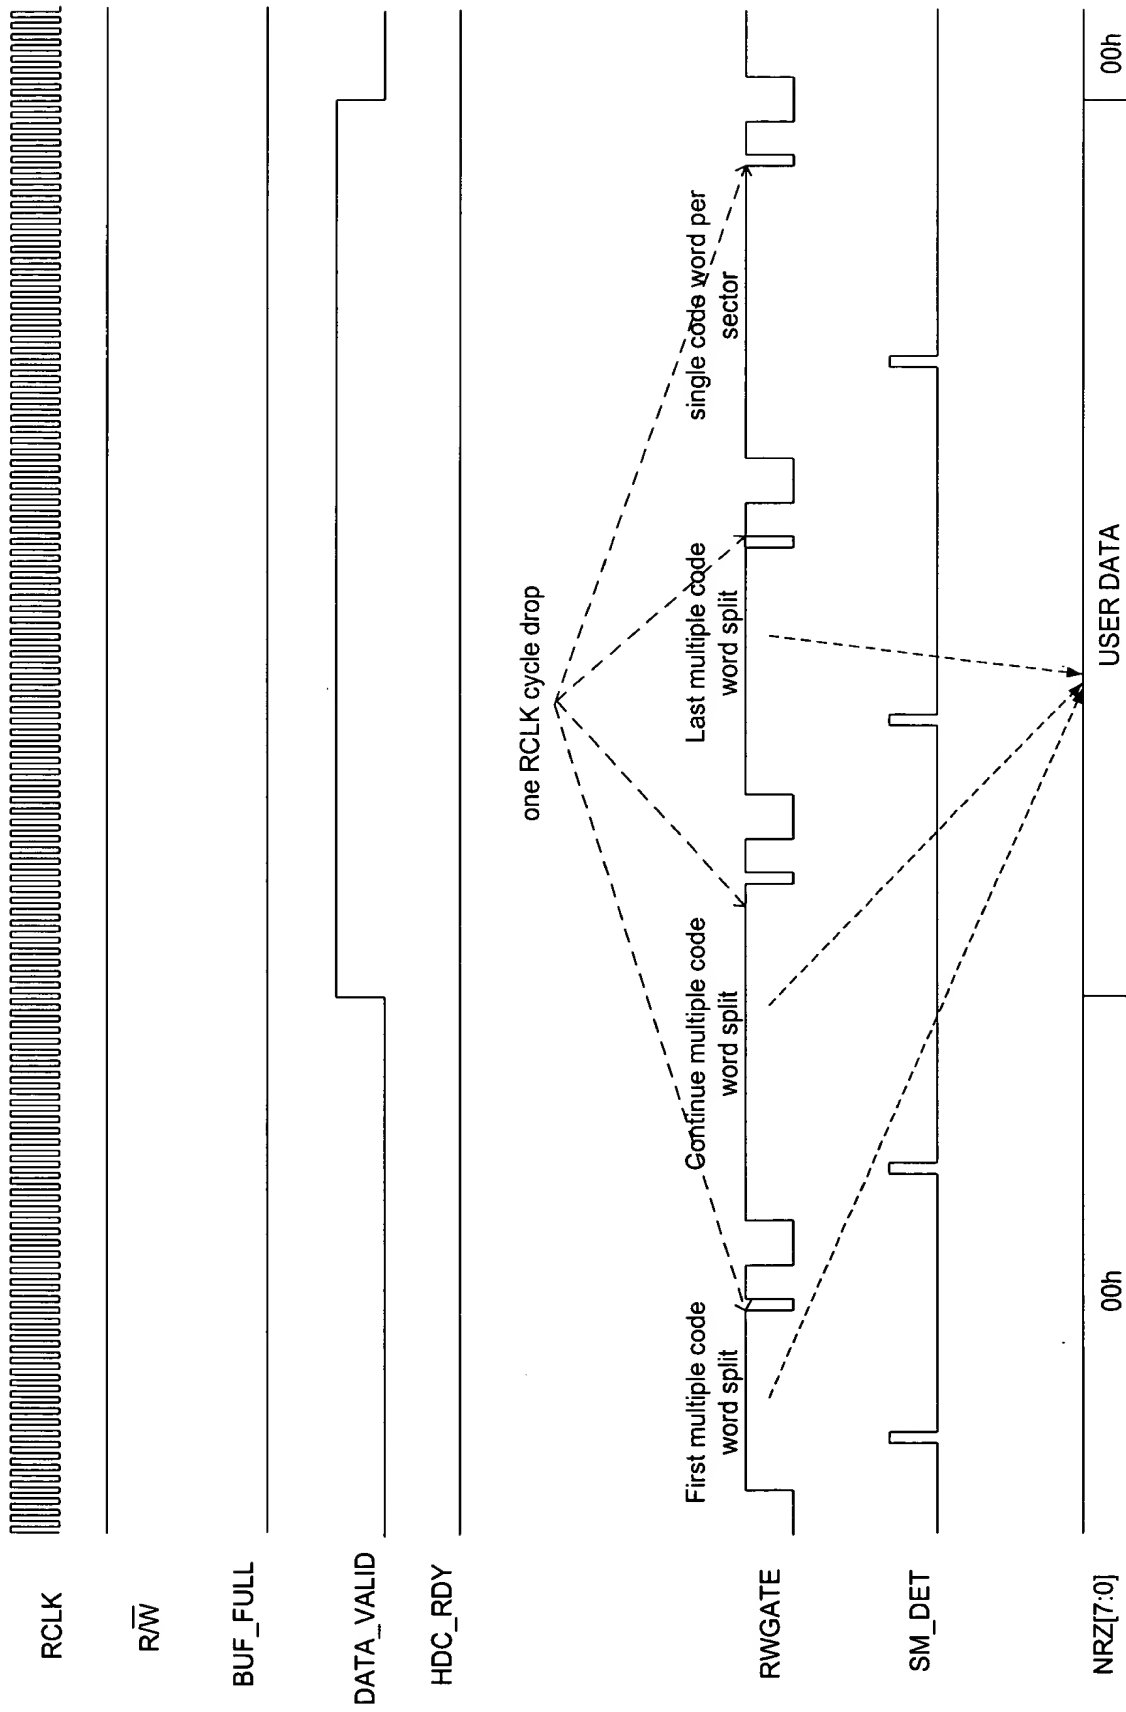 RCLK
R/W̅
BUF_FULL
DATA_VALID
HDC_RDY
one RCLK cycle drop
First multiple code
word split
Continue multiple code
word split
Last multiple code
word split
single code word per
sector
RWGATE
SM_DET
NRZ[7:0]
00h
USER DATA
00h